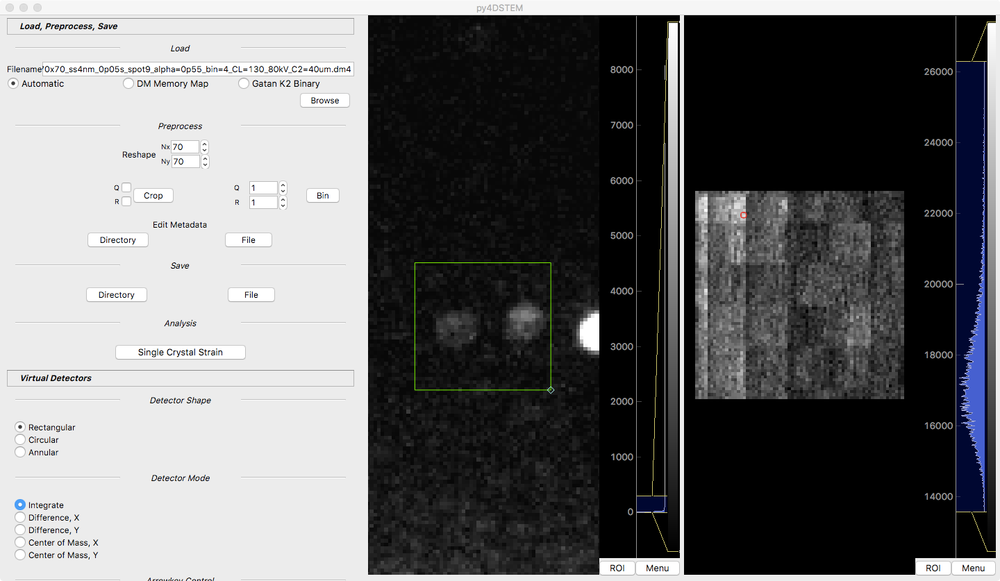 py4DSTEM
Load, Preprocess, Save
Load
Filename 0x70_ss4nm_0p05s_spot9_alpha=0p55_bin=4_CL=130_80kV_C2=40um.dm4
Automatic DM Memory Map Gatan K2 Binary
Browse
Preprocess
Reshape Nx 70
Ny 70
Q Crop Q 1 Bin
R R 1
Edit Metadata
Directory File
Save
Directory File
Analysis
Single Crystal Strain
Virtual Detectors
Detector Shape
Rectangular
Circular
Annular
Detector Mode
Integrate
Difference, X
Difference, Y
Center of Mass, X
Center of Mass, Y
Arrowkey Control
8000
7000
6000
5000
4000
3000
2000
1000
0
ROI Menu
26000
24000
22000
20000
18000
16000
14000
ROI Menu